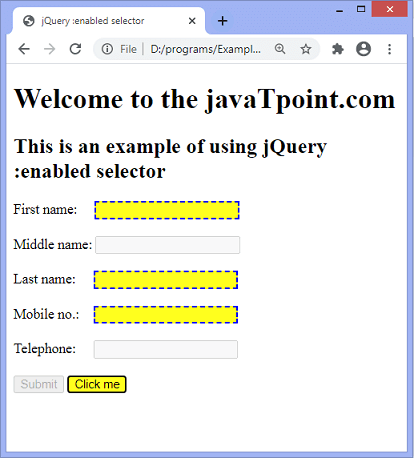 jQuery :enabled selector
File | D:/programs/Exampl...
Welcome to the javaTpoint.com
This is an example of using jQuery
:enabled selector
First name:
Middle name:
Last name:
Mobile no.:
Telephone:
Submit Click me